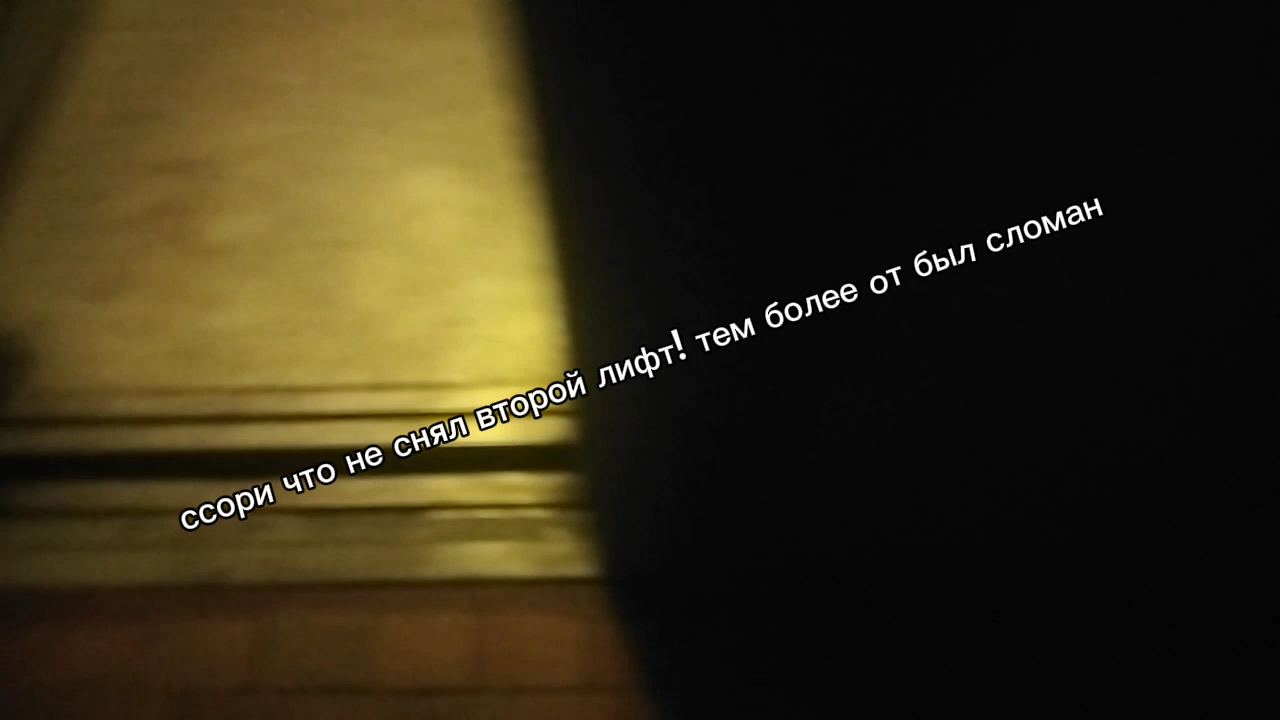 ссори что не снял второй лифт! тем более от был сломан